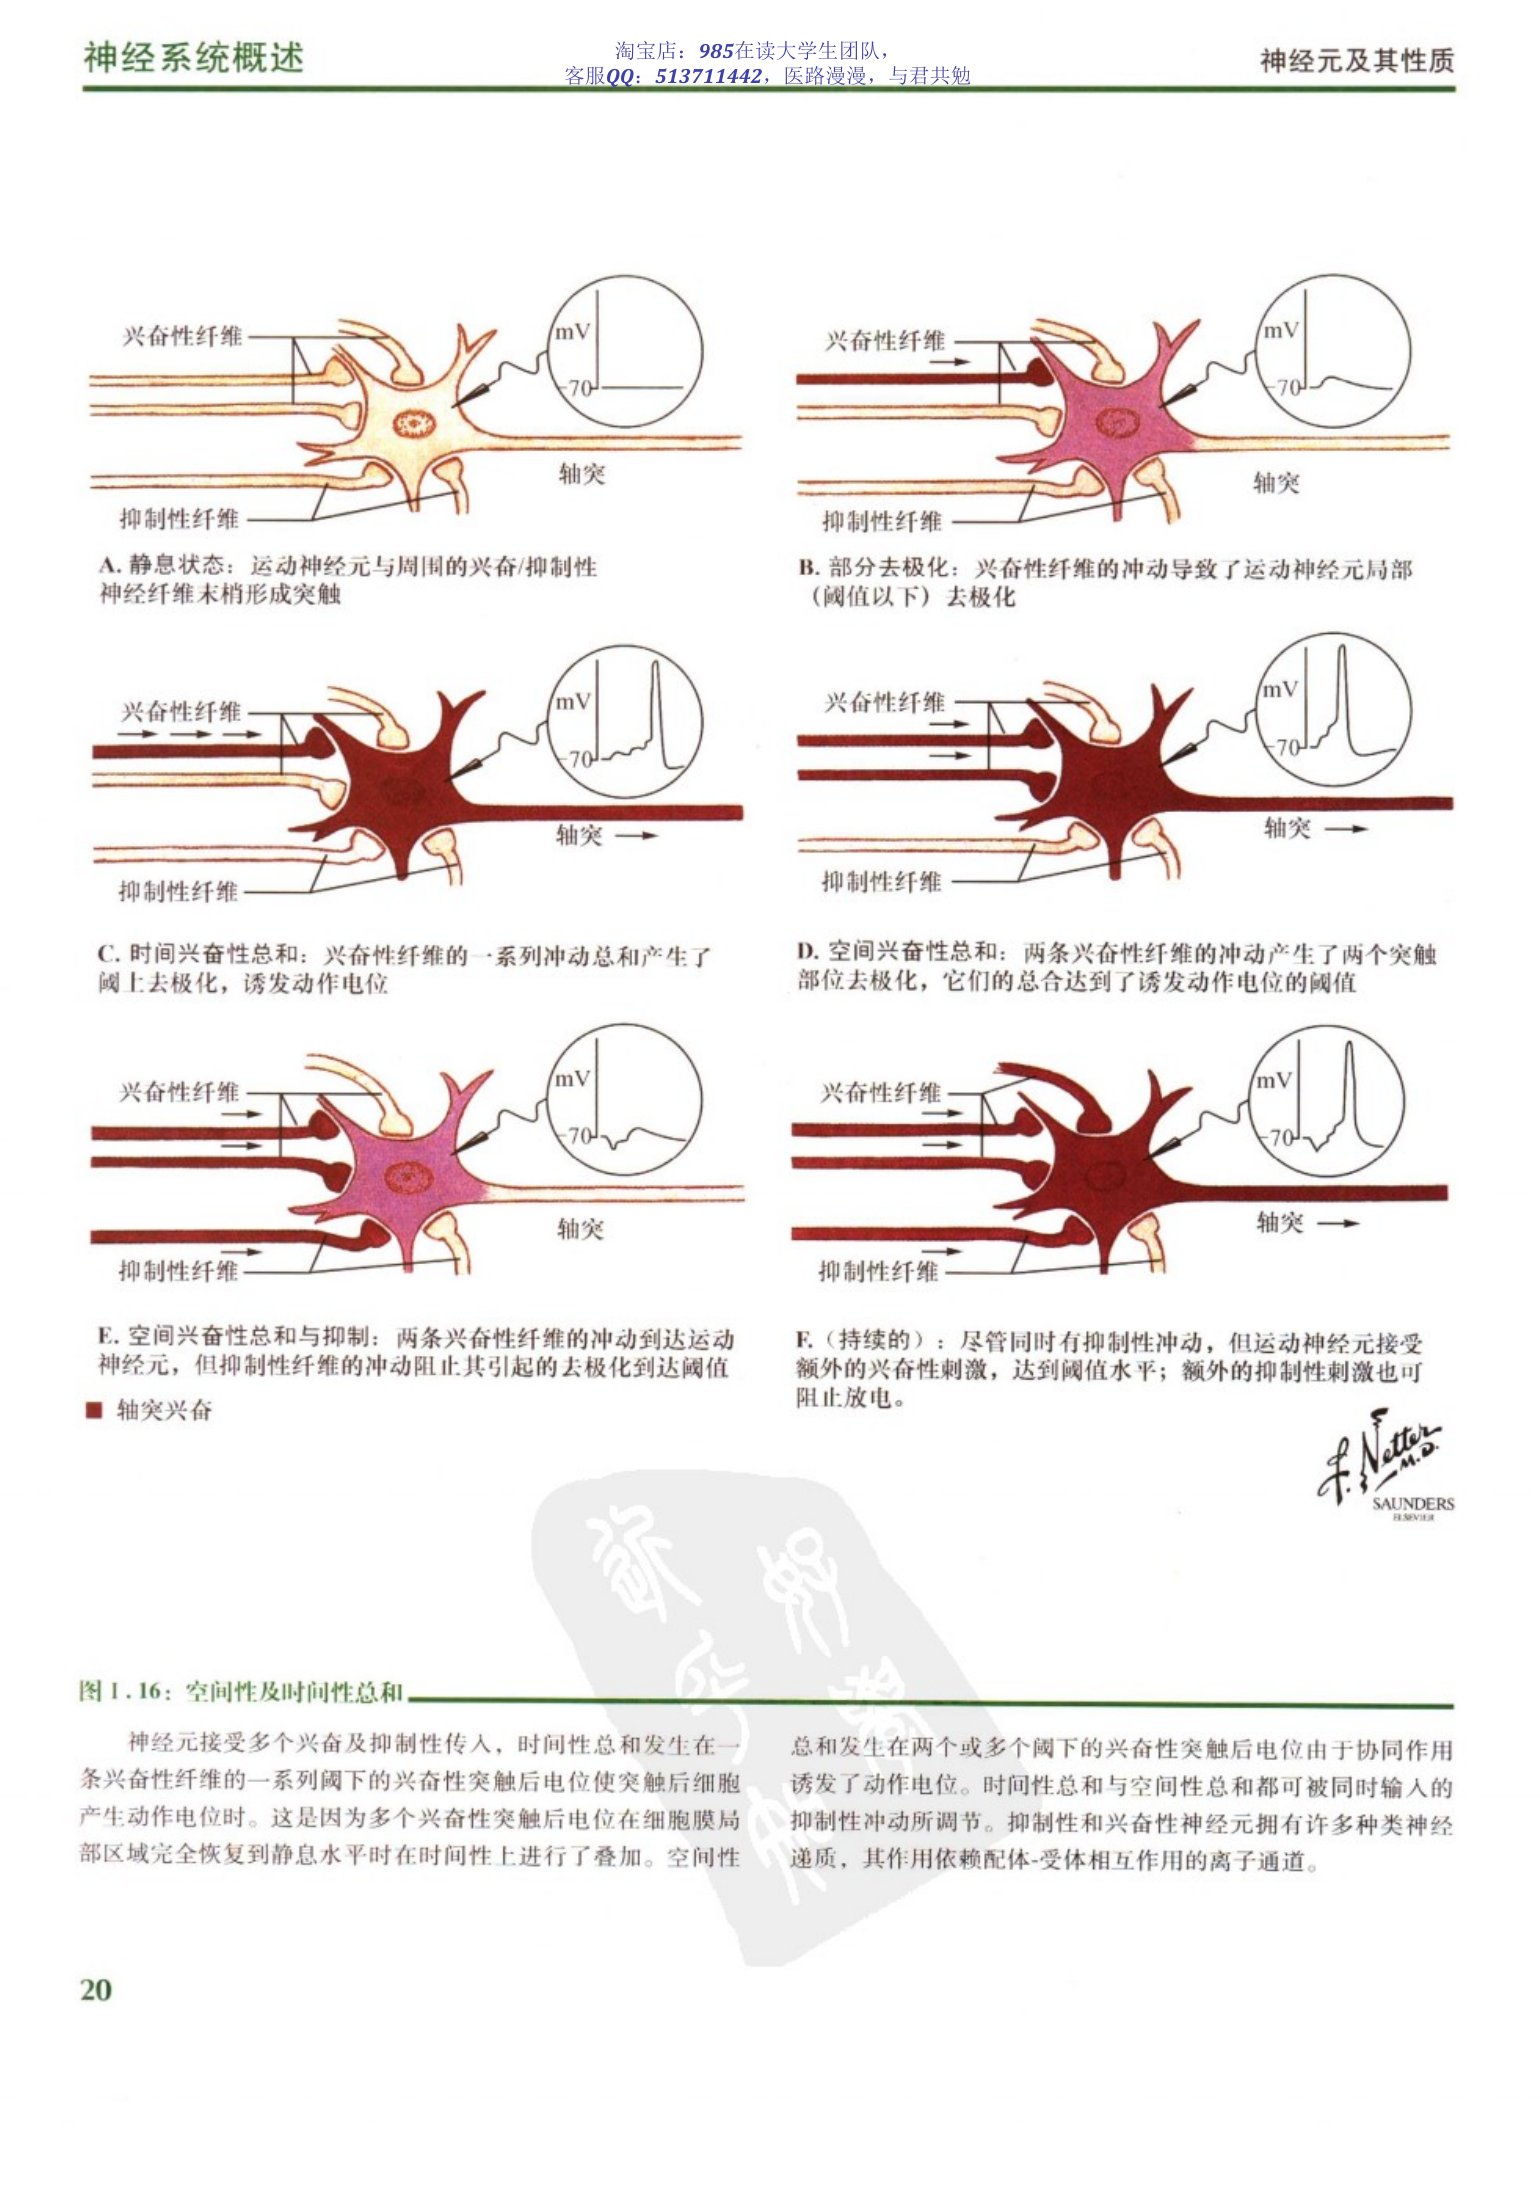 神经系统概述
淘宝店：985在读大学生团队，
客服QQ：513711442，医路漫漫，与君共勉
神经元及其性质
兴奋性纤维
mV
-70
轴突
抑制性纤维
A. 静息状态：运动神经元与周围的兴奋/抑制性
神经纤维末梢形成突触
兴奋性纤维
mV
-70
轴突
抑制性纤维
B. 部分去极化：兴奋性纤维的冲动导致了运动神经元局部
（阈值以下）去极化
兴奋性纤维
mV
-70
轴突
抑制性纤维
C. 时间兴奋性总和：兴奋性纤维的一系列冲动总和产生了
阈上去极化，诱发动作电位
兴奋性纤维
mV
-70
轴突
抑制性纤维
D. 空间兴奋性总和：两条兴奋性纤维的冲动产生了两个突触
部位去极化，它们的总合达到了诱发动作电位的阈值
兴奋性纤维
mV
-70
轴突
抑制性纤维
E. 空间兴奋性总和与抑制：两条兴奋性纤维的冲动到达运动
神经元，但抑制性纤维的冲动阻止其引起的去极化到达阈值
轴突兴奋
兴奋性纤维
mV
-70
轴突
抑制性纤维
F.（持续的）：尽管同时有抑制性冲动，但运动神经元接受
额外的兴奋性刺激，达到阈值水平；额外的抑制性刺激也可
阻止放电。
F. Netter
M.D.
SAUNDERS
ELSEVIER
图 I . 16：空间性及时间性总和
神经元接受多个兴奋及抑制性传入，时间性总和发生在一
条兴奋性纤维的一系列阈下的兴奋性突触后电位使突触后细胞
产生动作电位时。这是因为多个兴奋性突触后电位在细胞膜局
部区域完全恢复到静息水平时在时间性上进行了叠加。空间性
总和发生在两个或多个阈下的兴奋性突触后电位由于协同作用
诱发了动作电位。时间性总和与空间性总和都可被同时输入的
抑制性冲动所调节。抑制性和兴奋性神经元拥有许多种类神经
递质，其作用依赖配体-受体相互作用的离子通道。
20